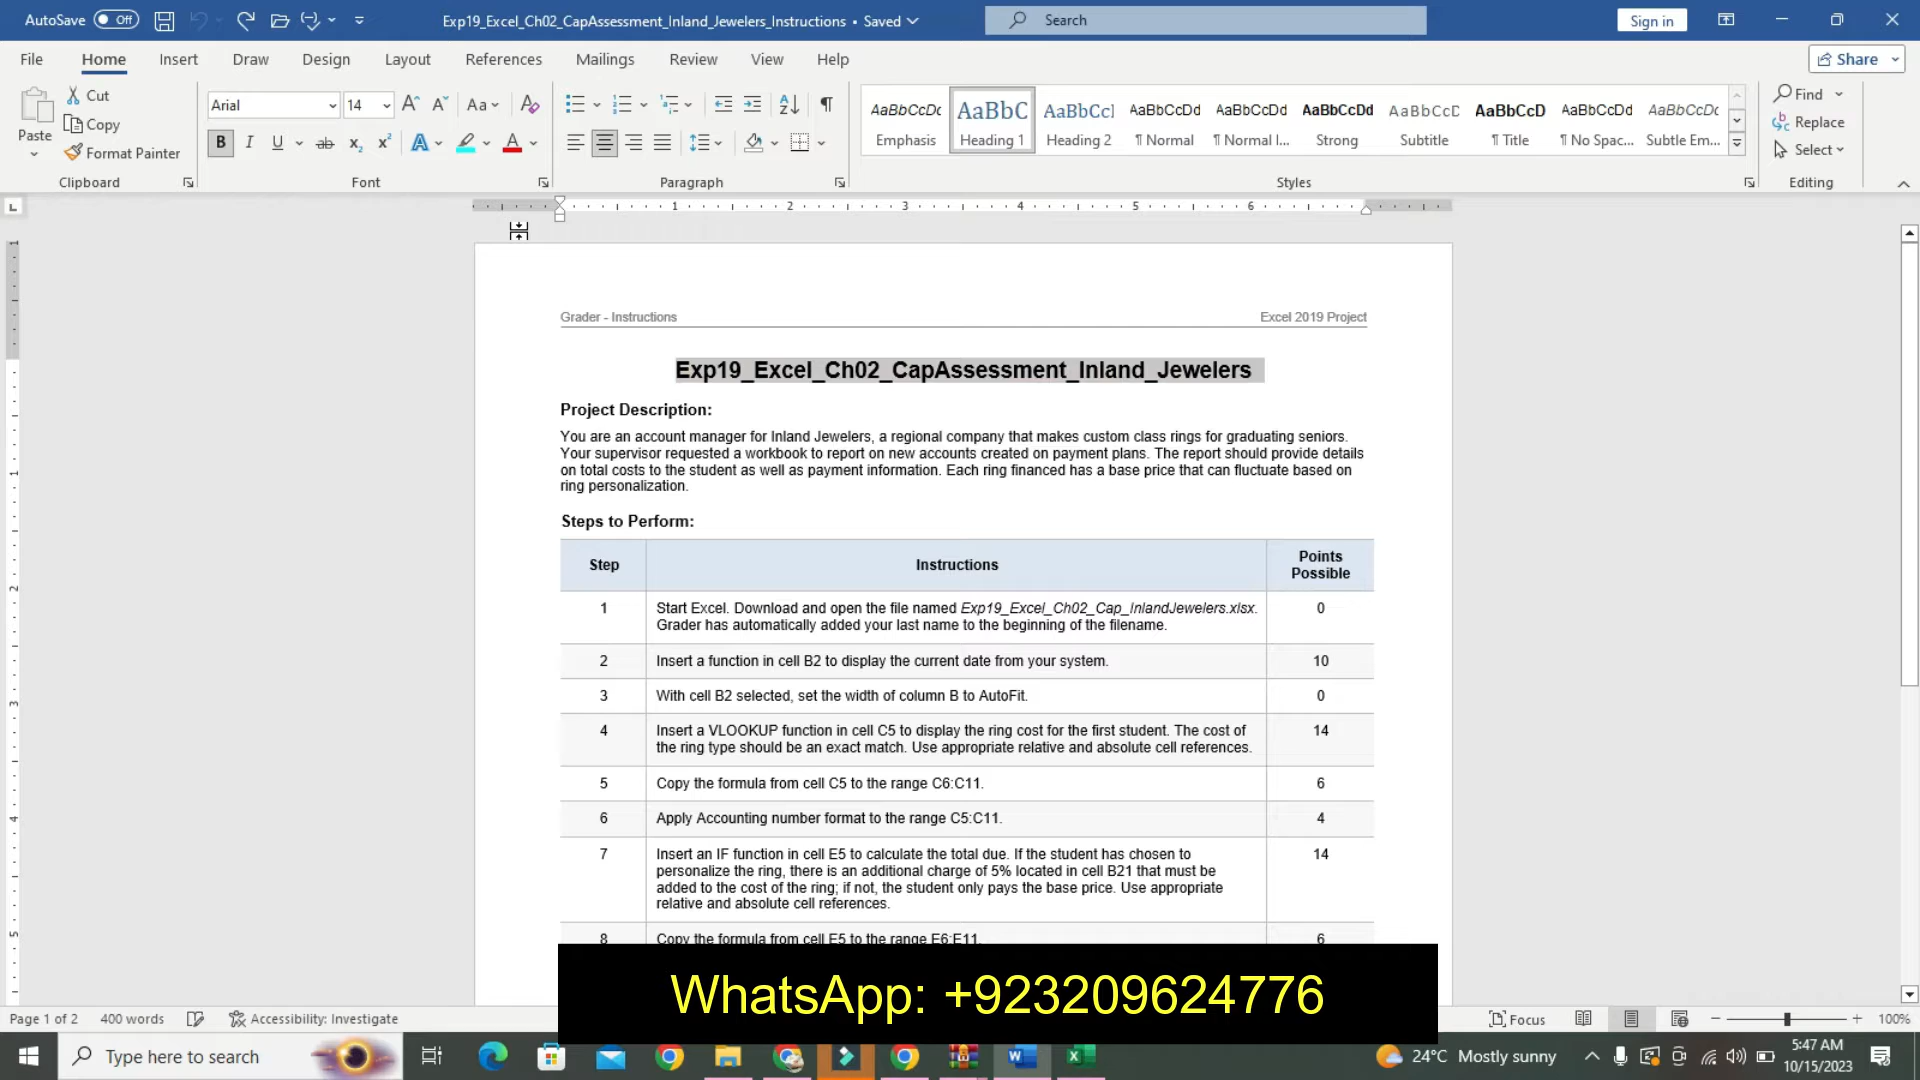 AutoSave Off
Exp19_Excel_Ch02_CapAssessment_Inland_Jewelers_Instructions • Saved
Search
Sign in
File Home Insert Draw Design Layout References Mailings Review View Help
Share
Paste
Cut
Copy
Format Painter
Clipboard
Arial 14
Aa
B I U ab x₂ x² A A
Font
Paragraph
AaBbCcDc AaBbC AaBbCcI AaBbCcDd AaBbCcDd AaBbCcDd AaBbCcD AaBbCcD AaBbCcDd AaBbCcDc
Emphasis Heading 1 Heading 2 ¶ Normal ¶ Normal I... Strong Subtitle ¶ Title ¶ No Spac... Subtle Em...
Styles
Find
Replace
Select
Editing
1 2 3 4 5 6
Grader - Instructions Excel 2019 Project
Exp19_Excel_Ch02_CapAssessment_Inland_Jewelers
Project Description:
You are an account manager for Inland Jewelers, a regional company that makes custom class rings for graduating seniors.
Your supervisor requested a workbook to report on new accounts created on payment plans. The report should provide details
on total costs to the student as well as payment information. Each ring financed has a base price that can fluctuate based on
ring personalization.
Steps to Perform:
Step Instructions Points Possible
1 Start Excel. Download and open the file named Exp19_Excel_Ch02_Cap_InlandJewelers.xlsx. 0
Grader has automatically added your last name to the beginning of the filename.
2 Insert a function in cell B2 to display the current date from your system. 10
3 With cell B2 selected, set the width of column B to AutoFit. 0
4 Insert a VLOOKUP function in cell C5 to display the ring cost for the first student. The cost of 14
the ring type should be an exact match. Use appropriate relative and absolute cell references.
5 Copy the formula from cell C5 to the range C6:C11. 6
6 Apply Accounting number format to the range C5:C11. 4
7 Insert an IF function in cell E5 to calculate the total due. If the student has chosen to 14
personalize the ring, there is an additional charge of 5% located in cell B21 that must be
added to the cost of the ring; if not, the student only pays the base price. Use appropriate
relative and absolute cell references.
8 Copy the formula from cell E5 to the range E6:E11. 6
WhatsApp: +923209624776
Page 1 of 2 400 words Accessibility: Investigate
Focus 100%
Type here to search
24°C Mostly sunny
5:47 AM
10/15/2023